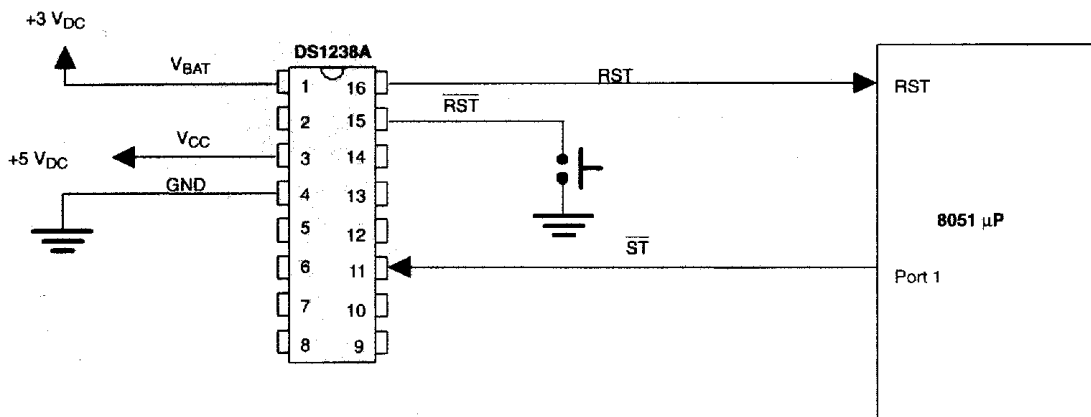 +3 VDC
DS1238A
VBAT
1
16
RST
RST
2
15
RST
VCC
3
14
+5 VDC
GND
4
13
5
12
8051 µP
ST
6
11
Port 1
7
10
8
9